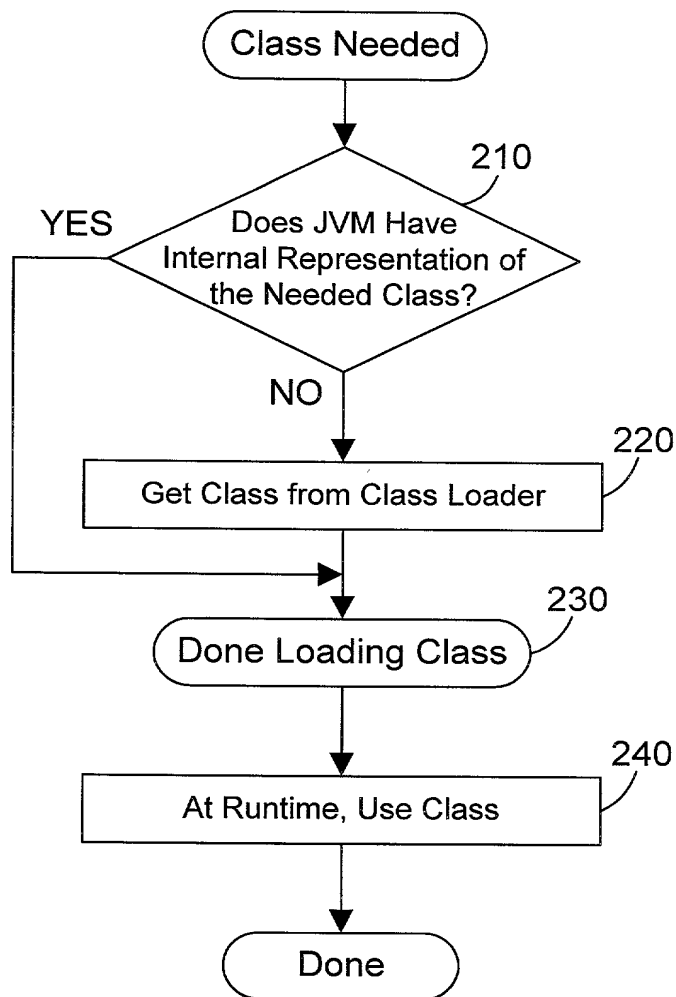 Class Needed
210
YES
Does JVM Have
Internal Representation of
the Needed Class?
NO
220
Get Class from Class Loader
230
Done Loading Class
240
At Runtime, Use Class
Done